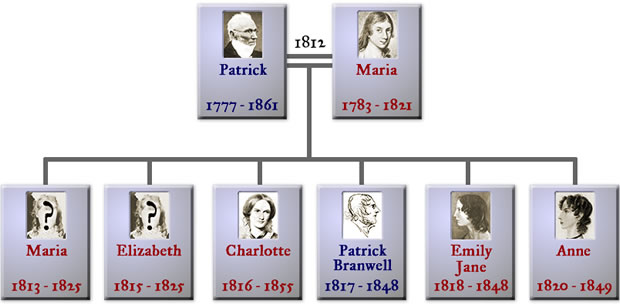 1812
Patrick
1777 - 1861
Maria
1783 - 1821
?
Maria
1813 - 1825
?
Elizabeth
1815 - 1825
Charlotte
1816 - 1855
Patrick
Branwell
1817 - 1848
Emily
Jane
1818 - 1848
Anne
1820 - 1849